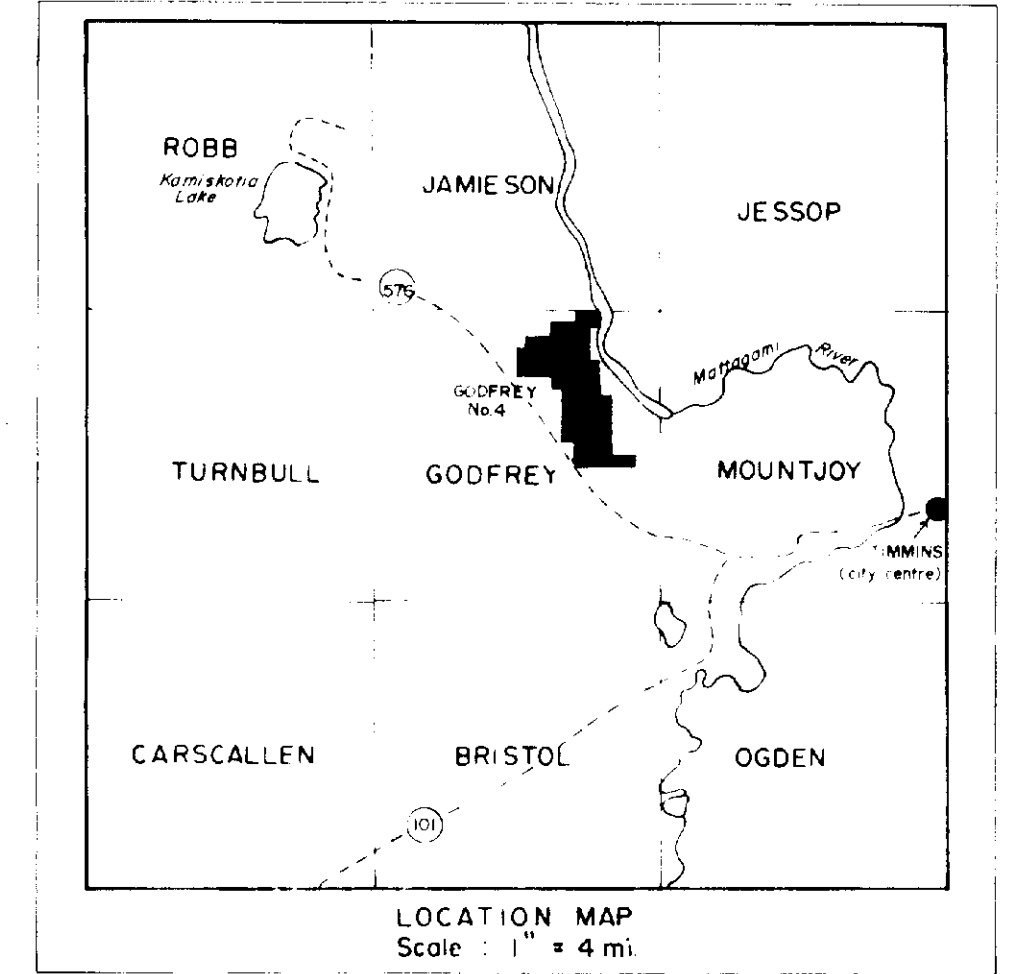 ROBB
Kamiskotia
Lake
JAMIESON
JESSOP
576
Mattagami River
GODFREY
No.4
TURNBULL
GODFREY
MOUNTJOY
TIMMINS
(city centre)
CARSCALLEN
BRISTOL
OGDEN
101
LOCATION MAP
Scale : 1" = 4 mi.